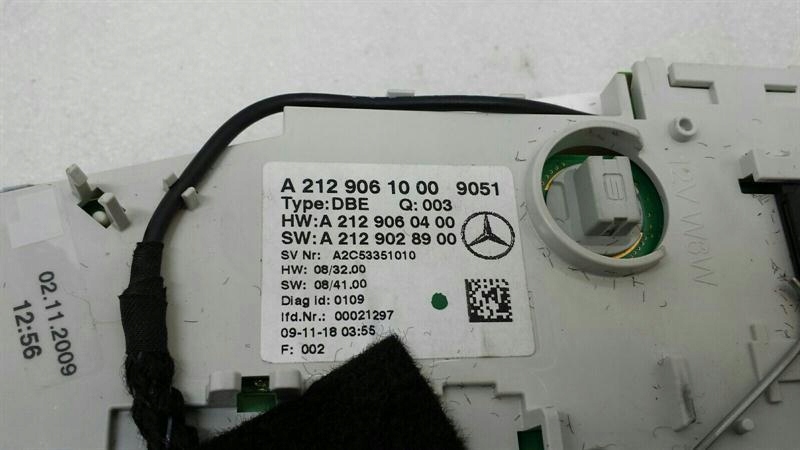 A 212 906 10 00 9051
Type:DBE Q: 003
HW:A 212 906 04 00
SW:A 212 902 89 00
SV Nr: A2C53351010
HW: 08/32.00
SW: 08/41.00
Diag id: 0109
lfd.Nr.: 00021297
09-11-18 03:55
F: 002
02.11.2009
12:56